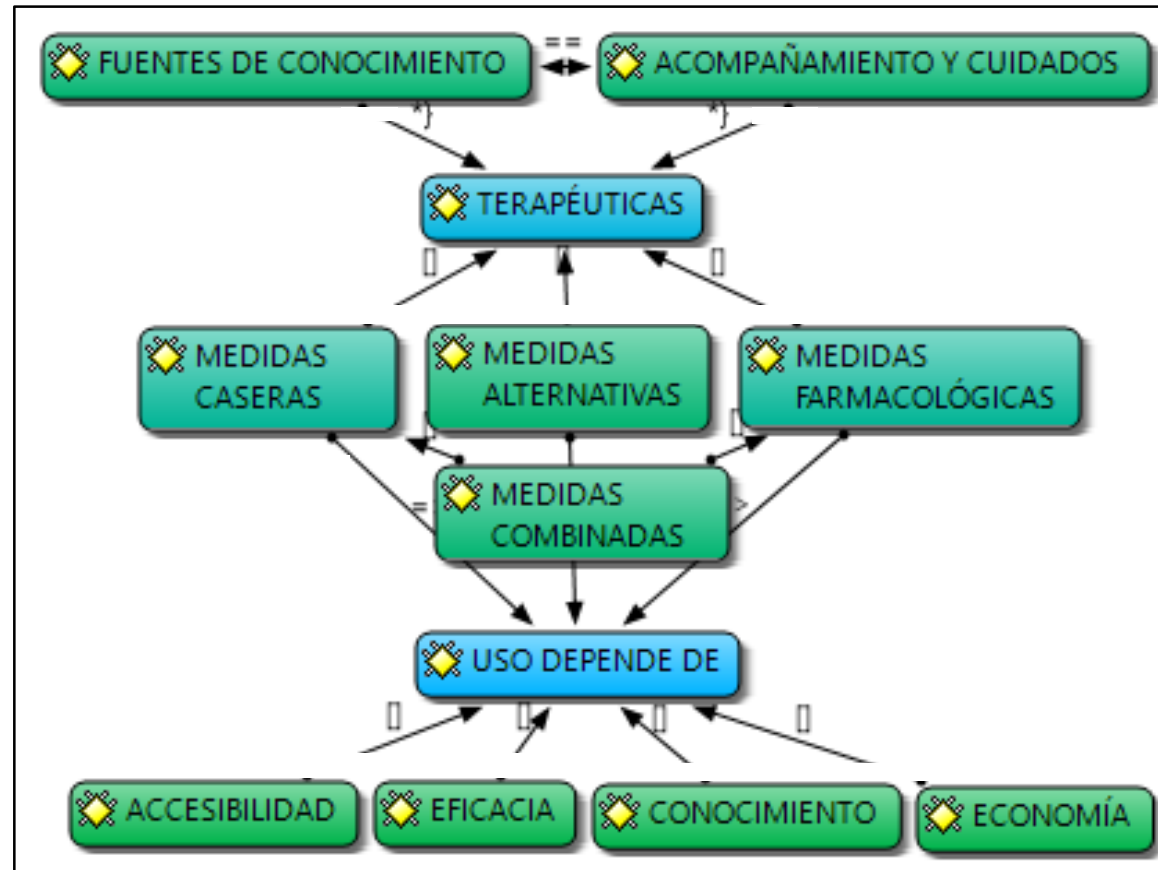 ==
FUENTES DE CONOCIMIENTO
ACOMPAÑAMIENTO Y CUIDADOS
*}
*}
TERAPÉUTICAS
[]
[]
[]
MEDIDAS
CASERAS
MEDIDAS
ALTERNATIVAS
MEDIDAS
FARMACOLÓGICAS
[]
[]
=
MEDIDAS
COMBINADAS
>
USO DEPENDE DE
[]
[]
[]
[]
ACCESIBILIDAD
EFICACIA
CONOCIMIENTO
ECONOMÍA